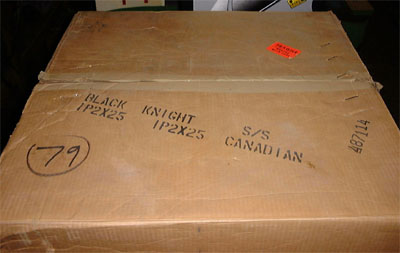 BLACK KNIGHT S/S
1P2X25 1P2X25 CANADIAN
487114
79